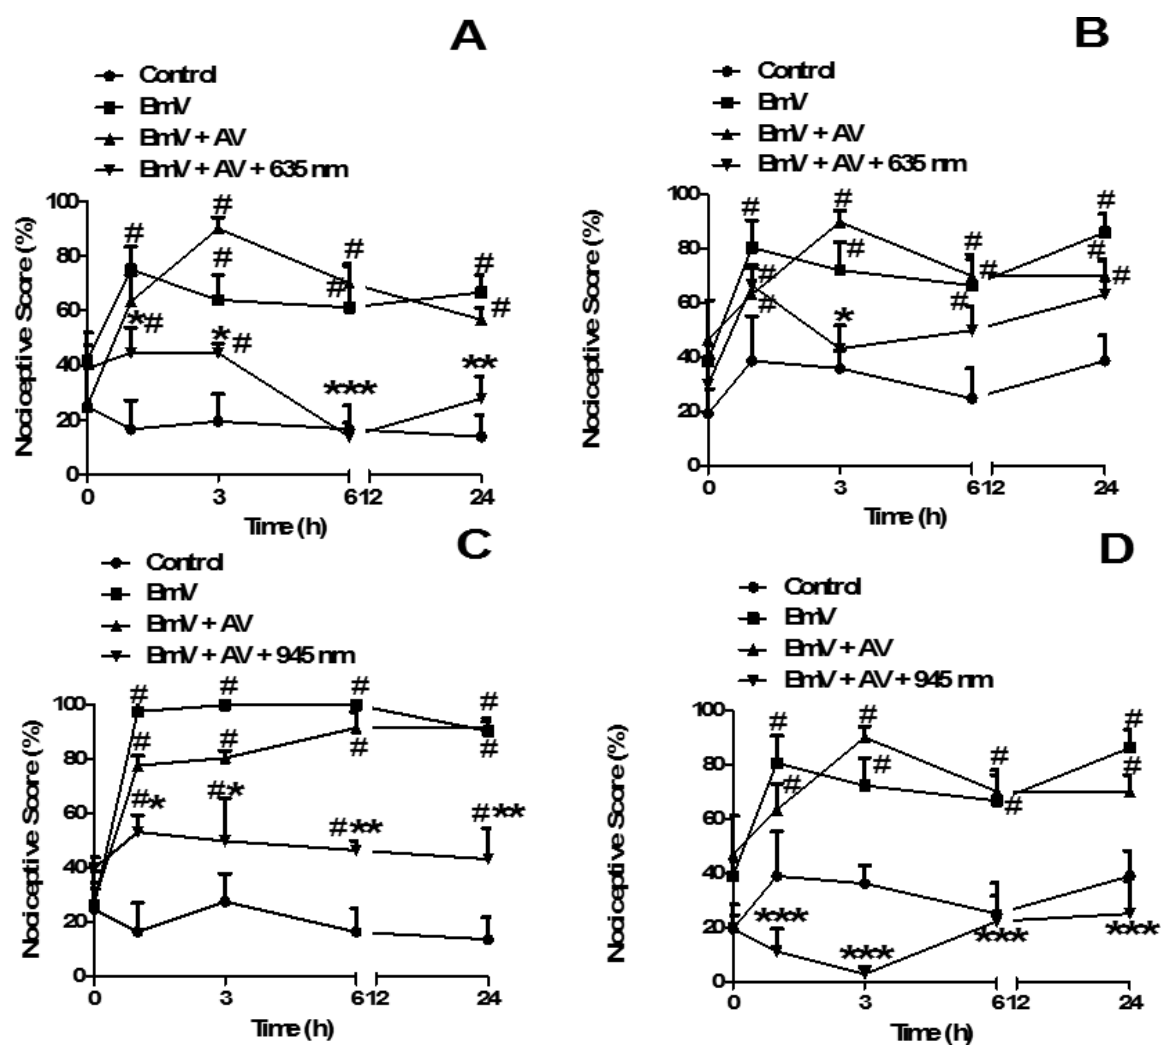 A
Control
BmV
BmV + AV
BmV + AV + 635 nm
Nociceptive Score (%)
100
80
60
40
20
0
# # #
# # # # #
*# * # *** **
0 3 6 12 24
Time (h)
B
Control
BmV
BmV + AV
BmV + AV + 635 nm
Nociceptive Score (%)
100
80
60
40
20
0
# # # #
# # # # #
# * #
0 3 6 12 24
Time (h)
C
Control
BmV
BmV + AV
BmV + AV + 945 nm
Nociceptive Score (%)
100
80
60
40
20
0
# # # #
# # # #
#* #* #** #**
0 3 6 12 24
Time (h)
D
Control
BmV
BmV + AV
BmV + AV + 945 nm
Nociceptive Score (%)
100
80
60
40
20
0
# # # #
# # # #
*** *** *** ***
0 3 6 12 24
Time (h)